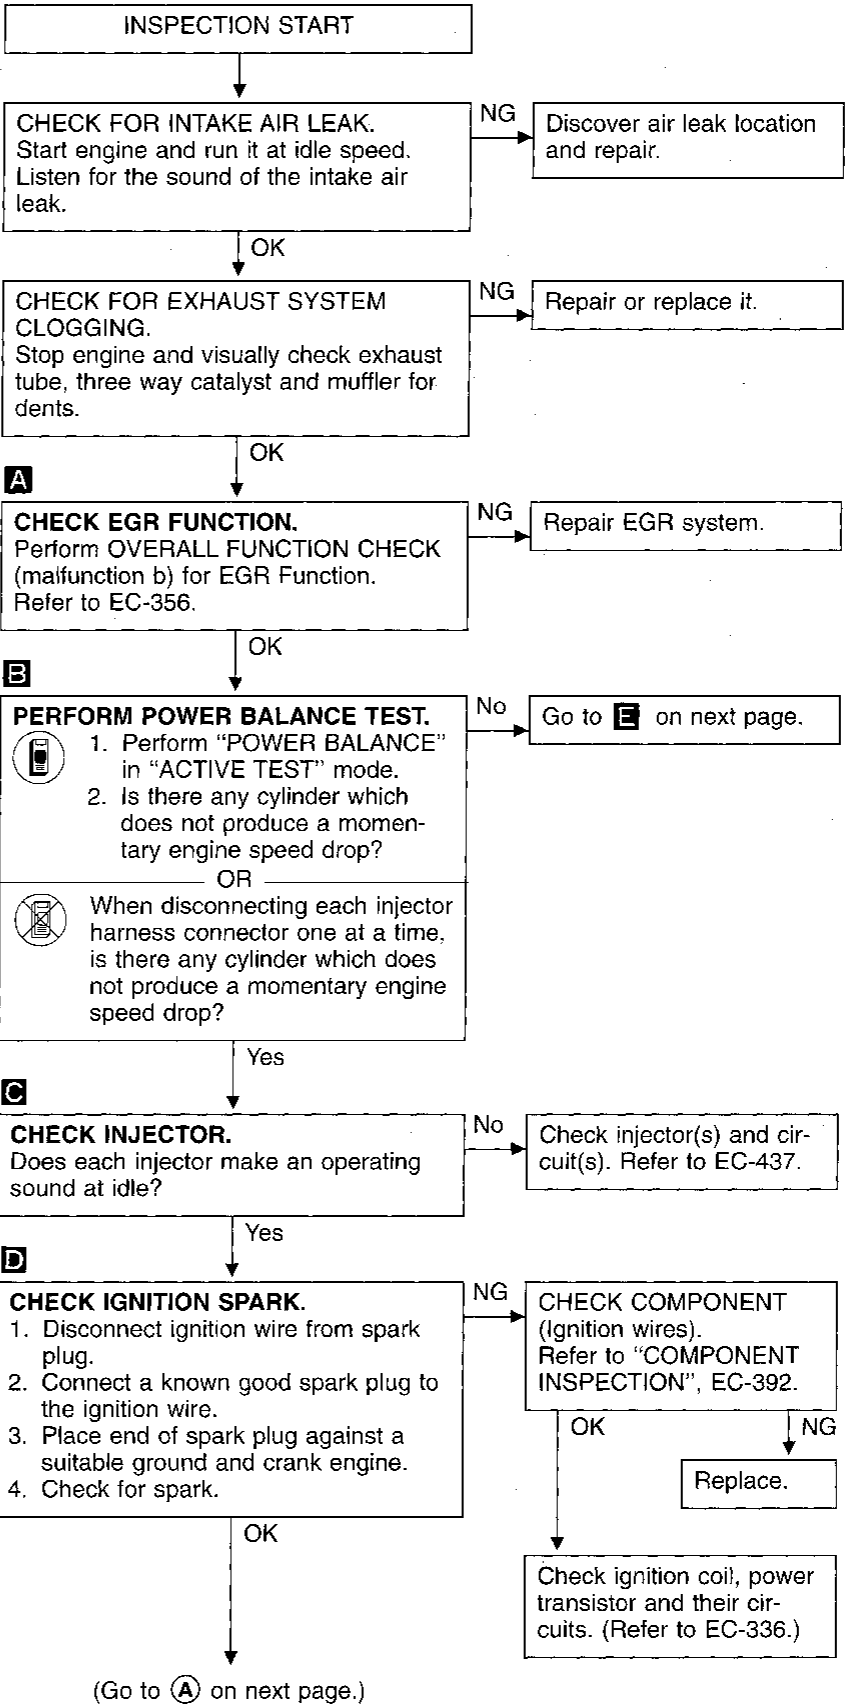 INSPECTION START
CHECK FOR INTAKE AIR LEAK.
Start engine and run it at idle speed.
Listen for the sound of the intake air
leak.
NG
Discover air leak location
and repair.
OK
CHECK FOR EXHAUST SYSTEM
CLOGGING.
Stop engine and visually check exhaust
tube, three way catalyst and muffler for
dents.
NG
Repair or replace it.
OK
A
CHECK EGR FUNCTION.
Perform OVERALL FUNCTION CHECK
(malfunction b) for EGR Function.
Refer to EC-356.
NG
Repair EGR system.
OK
B
PERFORM POWER BALANCE TEST.
1. Perform “POWER BALANCE”
in “ACTIVE TEST” mode.
2. Is there any cylinder which
does not produce a momen-
tary engine speed drop?
OR
When disconnecting each injector
harness connector one at a time,
is there any cylinder which does
not produce a momentary engine
speed drop?
No
Go to E on next page.
Yes
C
CHECK INJECTOR.
Does each injector make an operating
sound at idle?
No
Check injector(s) and cir-
cuit(s). Refer to EC-437.
Yes
D
CHECK IGNITION SPARK.
1. Disconnect ignition wire from spark
plug.
2. Connect a known good spark plug to
the ignition wire.
3. Place end of spark plug against a
suitable ground and crank engine.
4. Check for spark.
NG
CHECK COMPONENT
(Ignition wires).
Refer to “COMPONENT
INSPECTION”, EC-392.
OK
NG
Replace.
Check ignition coil, power
transistor and their cir-
cuits. (Refer to EC-336.)
OK
(Go to A on next page.)